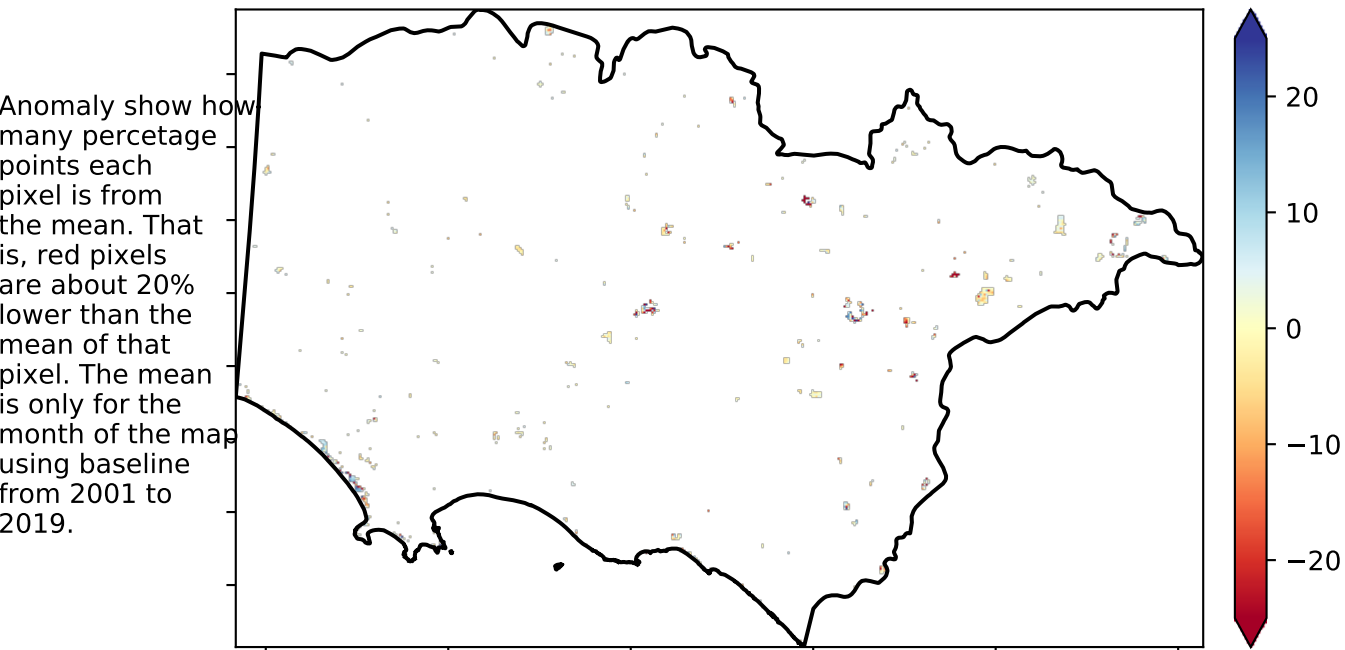 Anomaly show how
many percetage
points each
pixel is from
the mean. That
is, red pixels
are about 20%
lower than the
mean of that
pixel. The mean
is only for the
month of the map
using baseline
from 2001 to
2019.
20
10
0
−10
−20